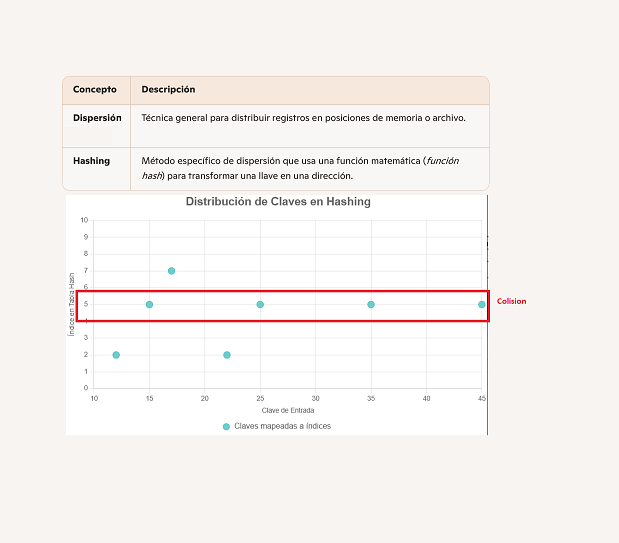 Concepto
Descripción
Dispersión
Técnica general para distribuir registros en posiciones de memoria o archivo.
Hashing
Método específico de dispersión que usa una función matemática (función
hash) para transformar una llave en una dirección.
Distribución de Claves en Hashing
10
9
8
7
6
5
4
3
2
1
0
Índice en Tabla Hash
Colision
10
15
20
25
30
35
40
45
Clave de Entrada
Claves mapeadas a índices